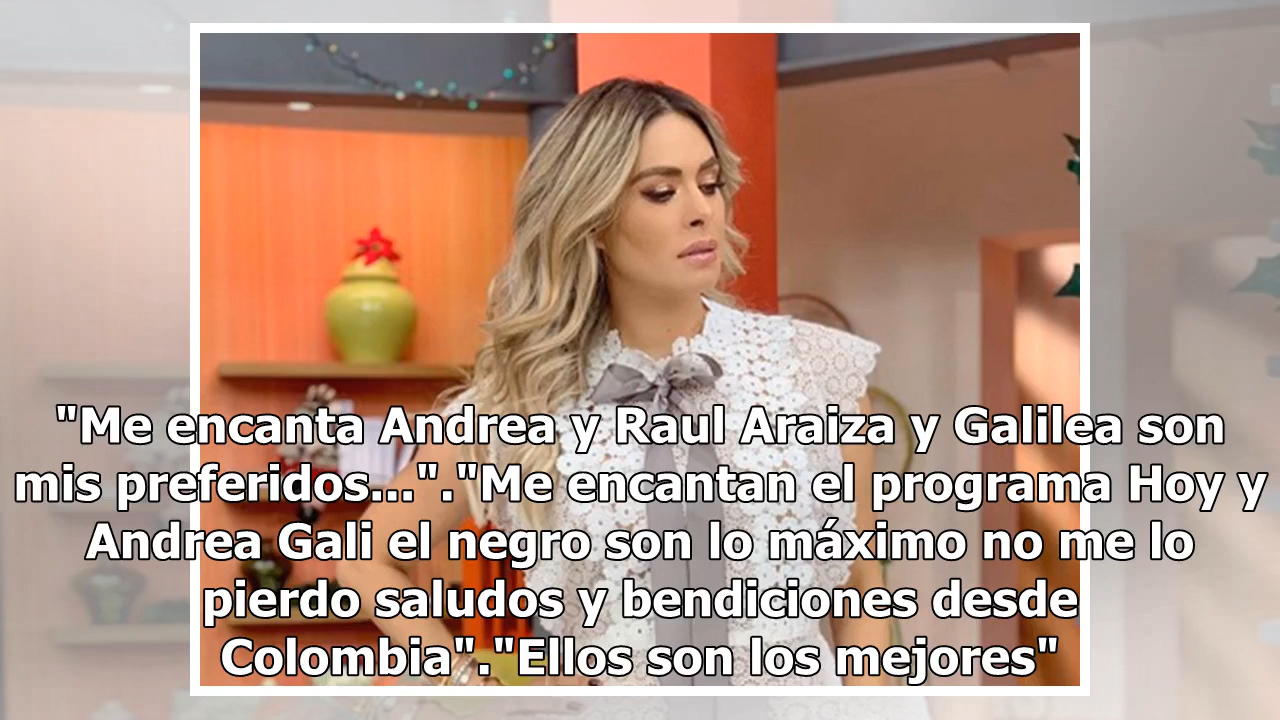 "Me encanta Andrea y Raul Araiza y Galilea son
mis preferidos..."."Me encantan el programa Hoy y
Andrea Gali el negro son lo máximo no me lo
pierdo saludos y bendiciones desde
Colombia"."Ellos son los mejores"